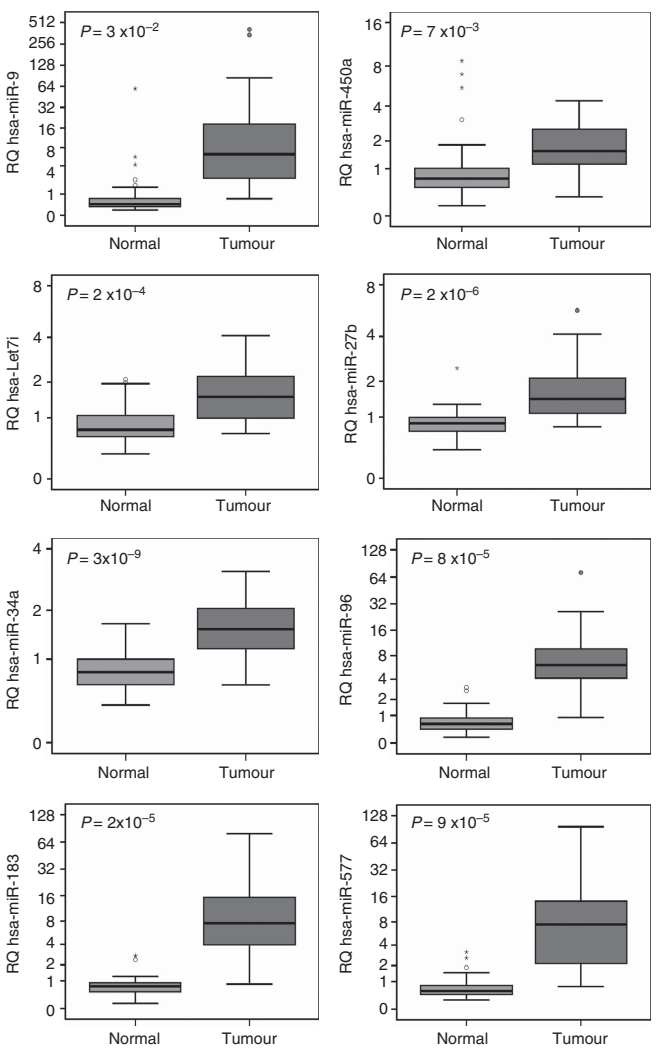 P = 3 x10–2
RQ hsa-miR-9
512
256
128
64
32
16
8
4
1
0
Normal
Tumour
P = 7 x10–3
RQ hsa-miR-450a
16
8
4
2
1
0
Normal
Tumour
P = 2 x10–4
RQ hsa-Let7i
8
4
2
1
0
Normal
Tumour
P = 2 x10–6
RQ hsa-miR-27b
8
4
2
1
0
Normal
Tumour
P = 3x10–9
RQ hsa-miR-34a
4
2
1
0
Normal
Tumour
P = 8 x10–5
RQ hsa-miR-96
128
64
32
16
8
4
2
1
0
Normal
Tumour
P = 2x10–5
RQ hsa-miR-183
128
64
32
16
8
4
2
1
0
Normal
Tumour
P = 9 x10–5
RQ hsa-miR-577
128
64
32
16
8
4
2
1
0
Normal
Tumour